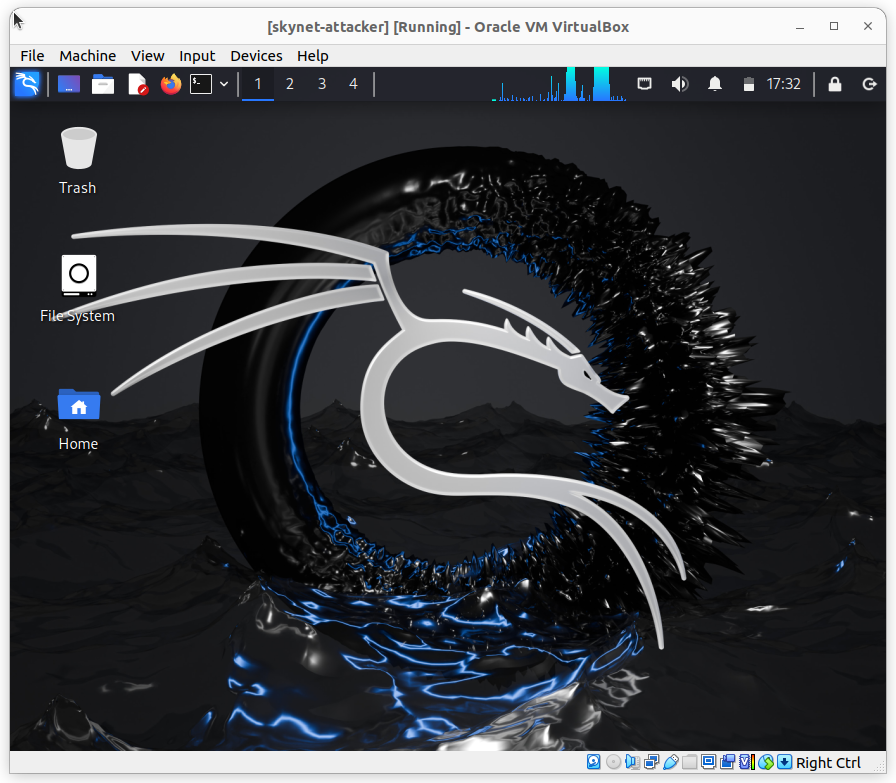 [skynet-attacker] [Running] - Oracle VM VirtualBox
File Machine View Input Devices Help
1 2 3 4 17:32
Trash
File System
Home
Right Ctrl